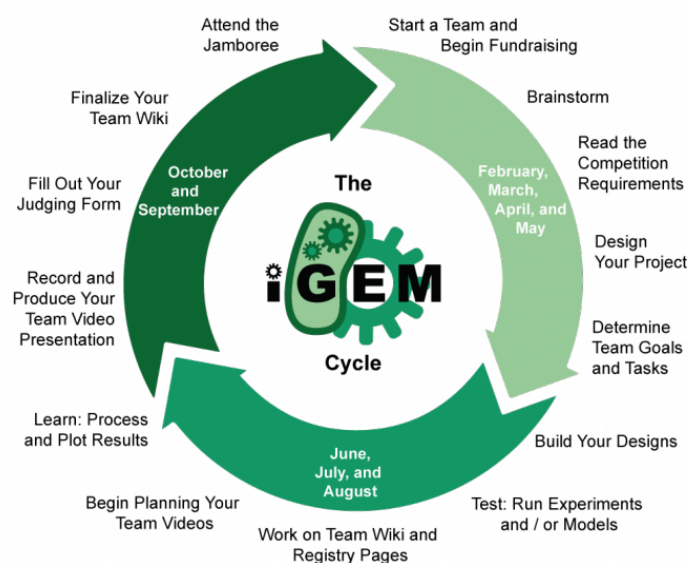 Attend the
Jamboree
Start a Team and
Begin Fundraising
Brainstorm
Read the
Competition
Requirements
Design
Your Project
Determine
Team Goals
and Tasks
Build Your Designs
Test: Run Experiments
and / or Models
Work on Team Wiki and
Registry Pages
Begin Planning Your
Team Videos
Learn: Process
and Plot Results
Record and
Produce Your
Team Video
Presentation
Fill Out Your
Judging Form
Finalize Your
Team Wiki
October
and
September
February,
March,
April, and
May
June,
July, and
August
The
iGEM
Cycle